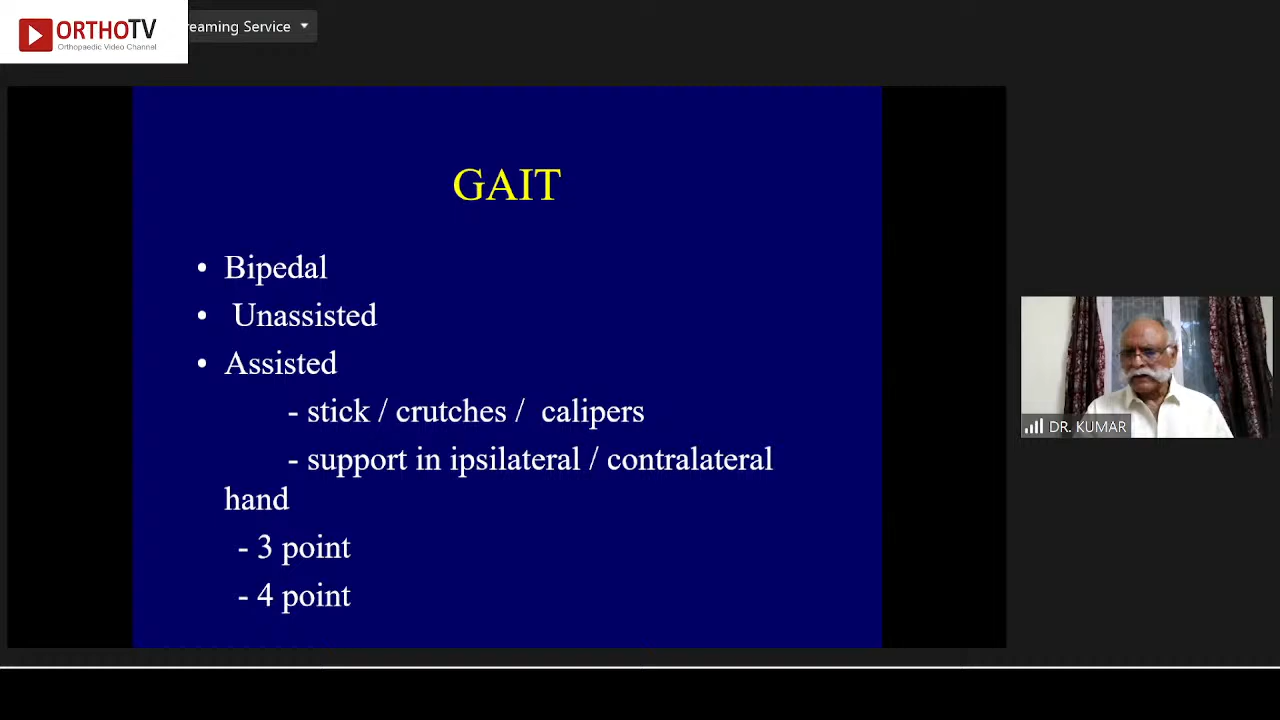 ORTHOTV
Orthopaedic Video Channel
reaming Service
GAIT
• Bipedal
• Unassisted
• Assisted
- stick / crutches / calipers
- support in ipsilateral / contralateral
hand
- 3 point
- 4 point
DR. KUMAR